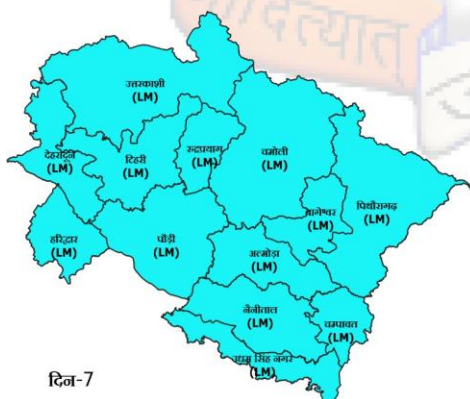 दित्यात
उत्तरकाशी
(LM)
देहरादून
(LM)
टिहरी
(LM)
रुद्रप्रयाग
(LM)
चमोली
(LM)
बागेश्वर
(LM)
पिथौरागढ़
(LM)
हरिद्वार
(LM)
पौड़ी
(LM)
अल्मोड़ा
(LM)
नैनीताल
(LM)
चम्पावत
(LM)
उधम सिंह नगर
(LM)
दिन-7